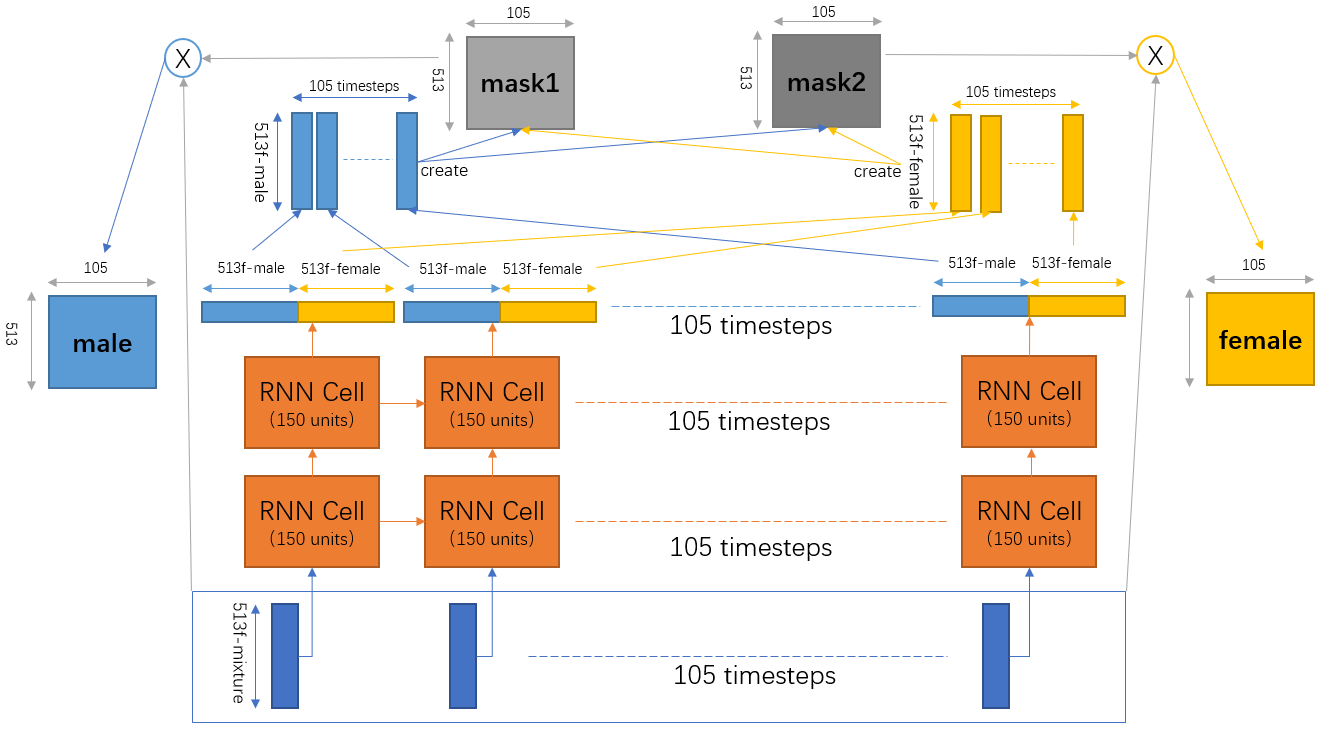 105
105
X
mask1
513
mask2
513
X
105 timesteps
105 timesteps
513f-male
513f-female
create
create
513f-male
513f-female
513f-male
513f-female
513f-male
513f-female
105
513
male
105
female
105 timesteps
RNN Cell
(150 units)
RNN Cell
(150 units)
105 timesteps
RNN Cell
(150 units)
RNN Cell
(150 units)
RNN Cell
(150 units)
105 timesteps
RNN Cell
(150 units)
513f-mixture
105 timesteps